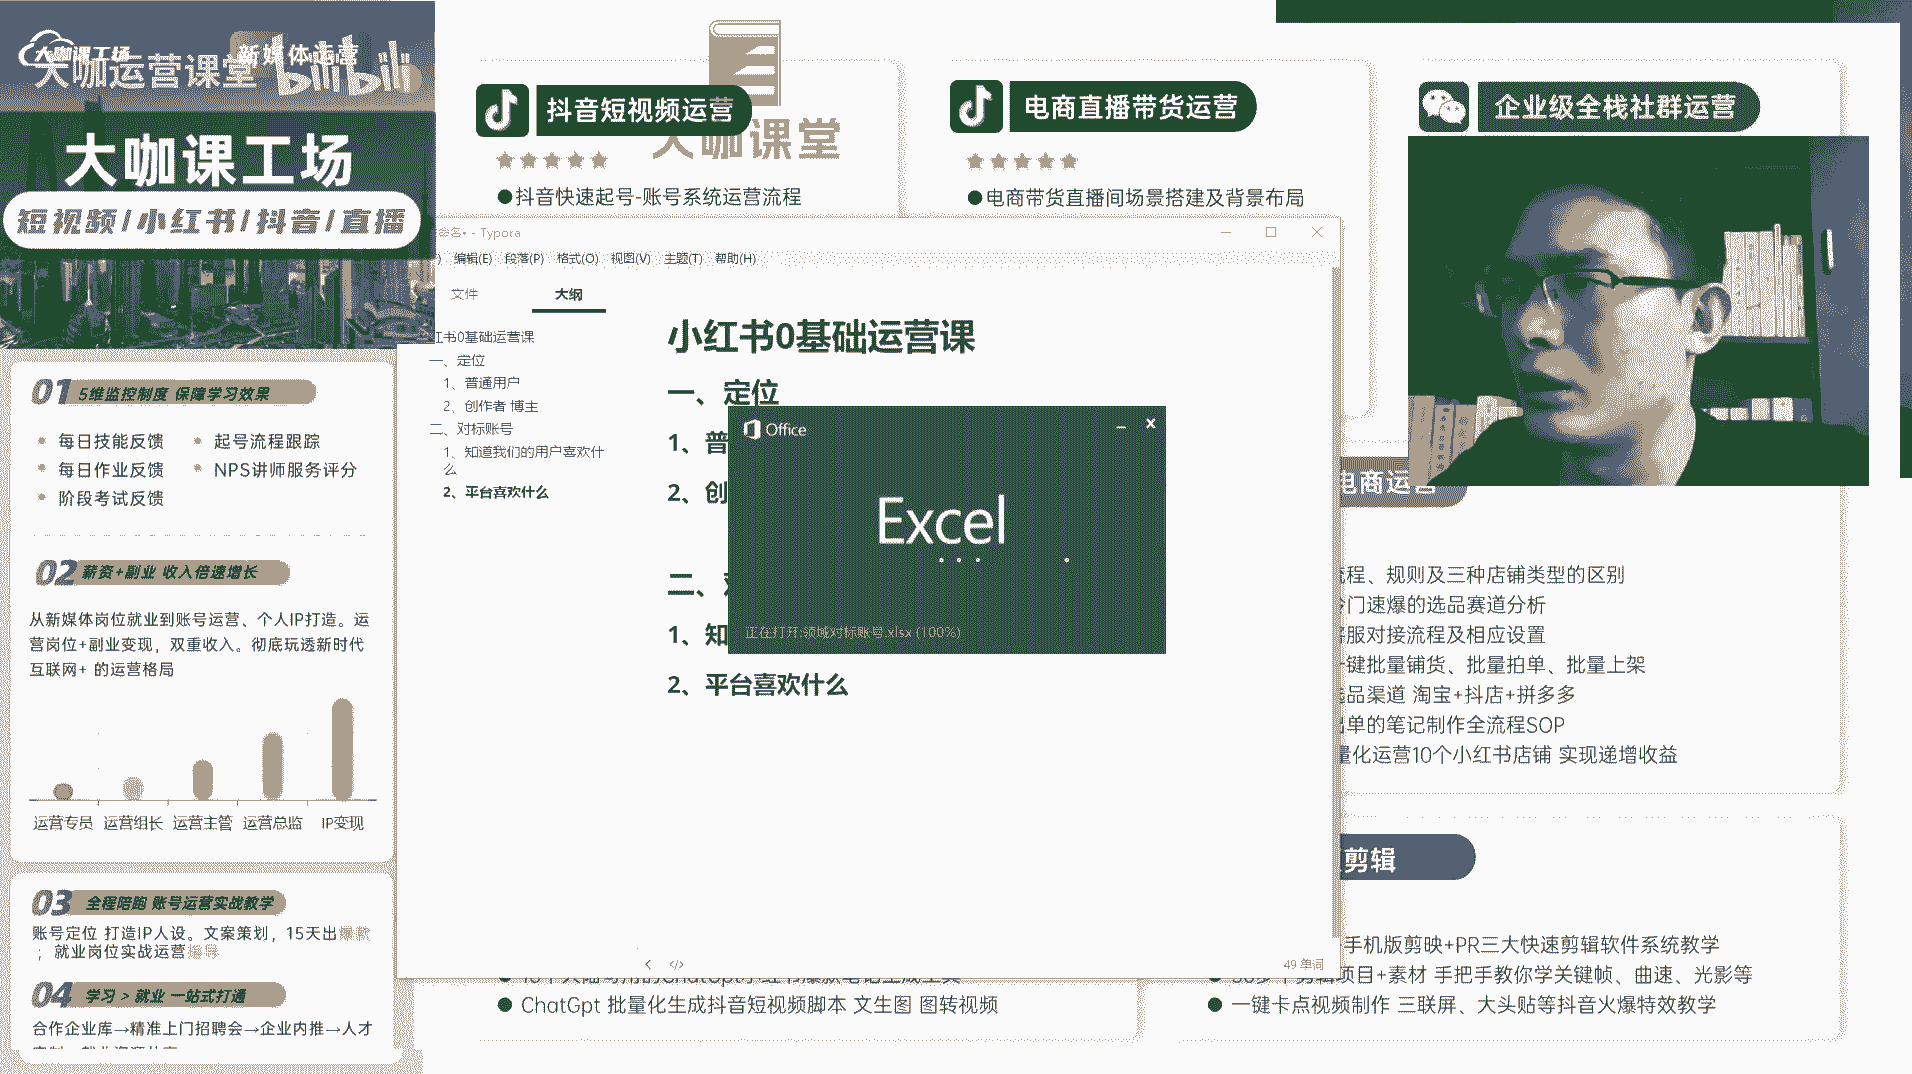 大咖课工场
新媒体运营
大咖运营课堂 bilibili
大咖课工场
短视频/小红书/抖音/直播
01 5维监控制度 保障学习效果
每日技能反馈
起号流程跟踪
每日作业反馈
NPS讲师服务评分
阶段考试反馈
02 薪资+副业 收入倍速增长
从新媒体岗位就业到账号运营、个人IP打造。运
营岗位+副业变现，双重收入。彻底玩透新时代
互联网+ 的运营格局
运营专员 运营组长 运营主管 运营总监 IP变现
03 全程陪跑 账号运营实战教学
账号定位 打造IP人设。文案策划，15天出爆款
；就业岗位实战运营
04 学习 > 就业 一站式打通
合作企业库→精准上门招聘会→企业内推→人才
抖音短视频运营
大咖课堂
●抖音快速起号-账号系统运营流程
电商直播带货运营
●电商带货直播间场景搭建及背景布局
企业级全栈社群运营
命名• - Typora
) 编辑(E) 段落(P) 格式(O) 视图(V) 主题(T) 帮助(H)
文件 大纲
书0基础运营课
一、定位
1、普通用户
2、创作者 博主
二、对标账号
1、知道我们的用户喜欢什
么
2、平台喜欢什么
小红书0基础运营课
一、定位
1、普
2、创
二、
1、知
2、平台喜欢什么
Office
Excel
正在打开:领域对标账号.xlsx (100%)
49 单词
电商运营
程、规则及三种店铺类型的区别
门速爆的选品赛道分析
服对接流程及相应设置
键批量铺货、批量拍单、批量上架
品渠道 淘宝+抖店+拼多多
单的笔记制作全流程SOP
量化运营10个小红书店铺 实现递增收益
剪辑
手机版剪映+PR三大快速剪辑软件系统教学
项目+素材 手把手教你学关键帧、曲速、光影等
● 一键卡点视频制作 三联屏、大头贴等抖音火爆特效教学
● ChatGpt 批量化生成抖音短视频脚本 文生图 图转视频